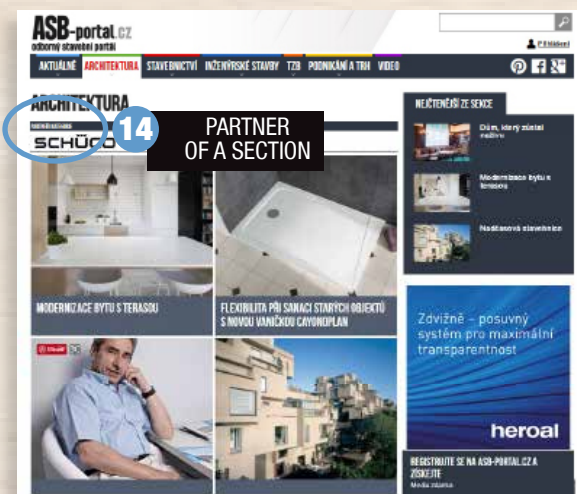 ASB-portal.cz
odborný stavební portál
Přihlášení
AKTUÁLNĚ ARCHITEKTURA STAVEBNICTVÍ INŽENÝRSKÉ STAVBY TZB PODNIKÁNÍ A TRH VIDEO
ARCHITEKTURA
SCHÜCO
14
PARTNER
OF A SECTION
MODERNIZACE BYTU S TERASOU
FLEXIBILITA PŘI SANACI STARÝCH OBJEKTŮ
S NOVOU VANIČKOU CAYONOPLAN
NEJČTENĚJŠÍ ZE SEKCE
Dům, který zůstal
Modernizace bytu s
terasou
Nadčasová stavebnice
Zdvižně – posuvný
systém pro maximální
transparentnost
heroal
REGISTRUJTE SE NA ASB-PORTAL.CZ A
ZÍSKEJTE